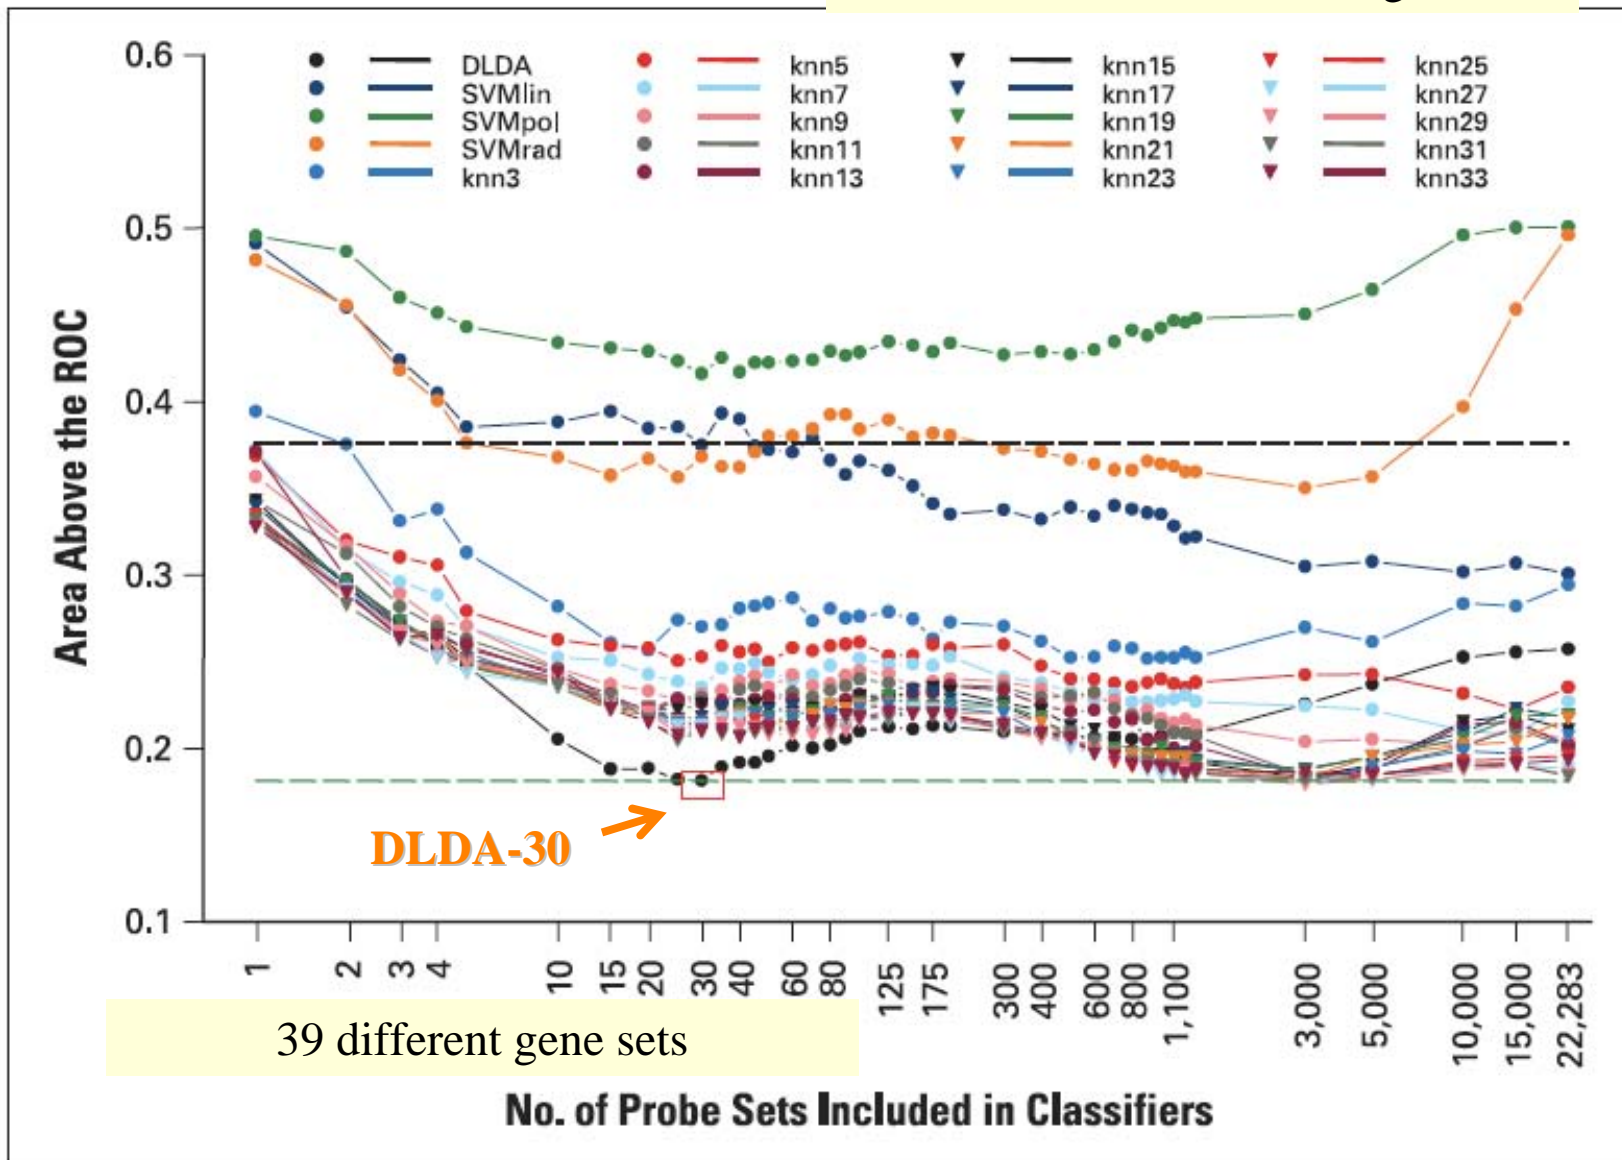 0.6
0.5
0.4
0.3
0.2
0.1
Area Above the ROC
DLDA
SVMlin
SVMpol
SVMrad
knn3
knn5
knn7
knn9
knn11
knn13
knn15
knn17
knn19
knn21
knn23
knn25
knn27
knn29
knn31
knn33
DLDA-30
1
2
3
4
10
15
20
30
40
60
80
125
175
300
400
600
800
1,100
3,000
5,000
10,000
15,000
22,283
39 different gene sets
No. of Probe Sets Included in Classifiers